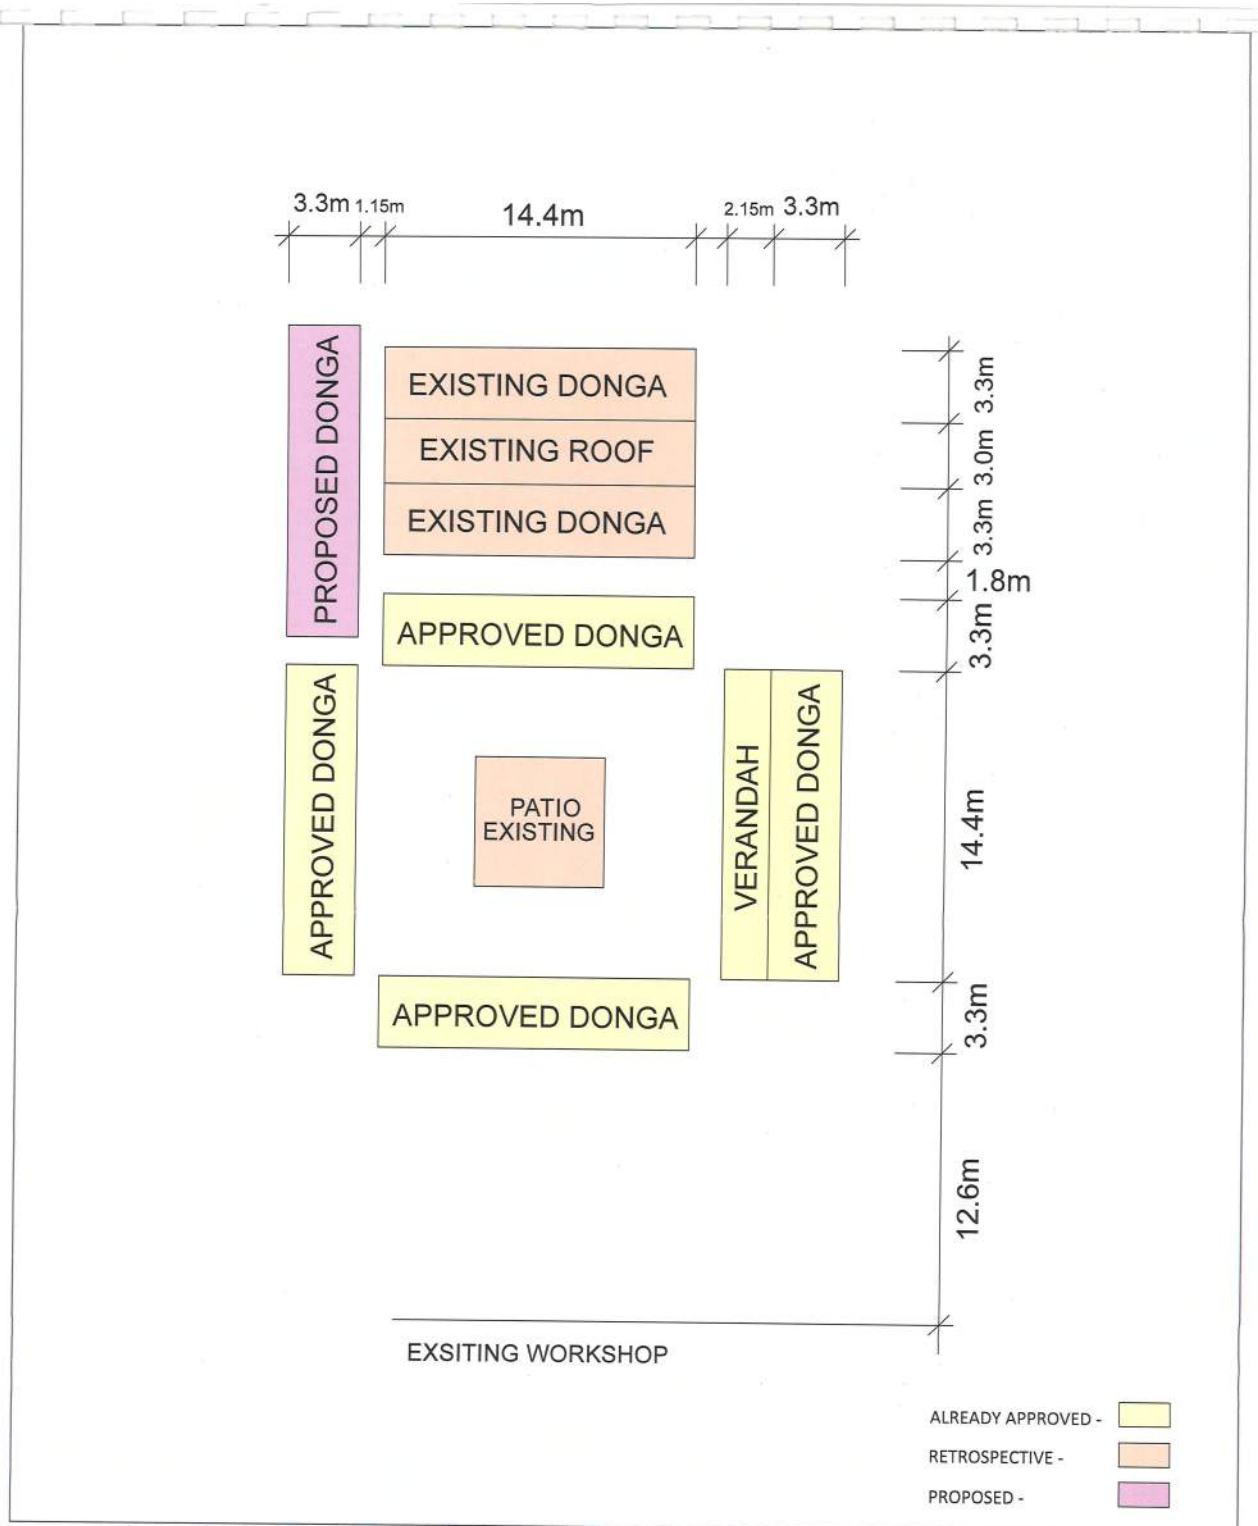 3.3m 1.15m 14.4m 2.15m 3.3m
PROPOSED DONGA
EXISTING DONGA
EXISTING ROOF
EXISTING DONGA
3.3m
3.0m
3.3m
1.8m
3.3m
APPROVED DONGA
APPROVED DONGA
PATIO
EXISTING
VERANDAH
APPROVED DONGA
14.4m
APPROVED DONGA
3.3m
12.6m
EXSITING WORKSHOP
ALREADY APPROVED -
RETROSPECTIVE -
PROPOSED -